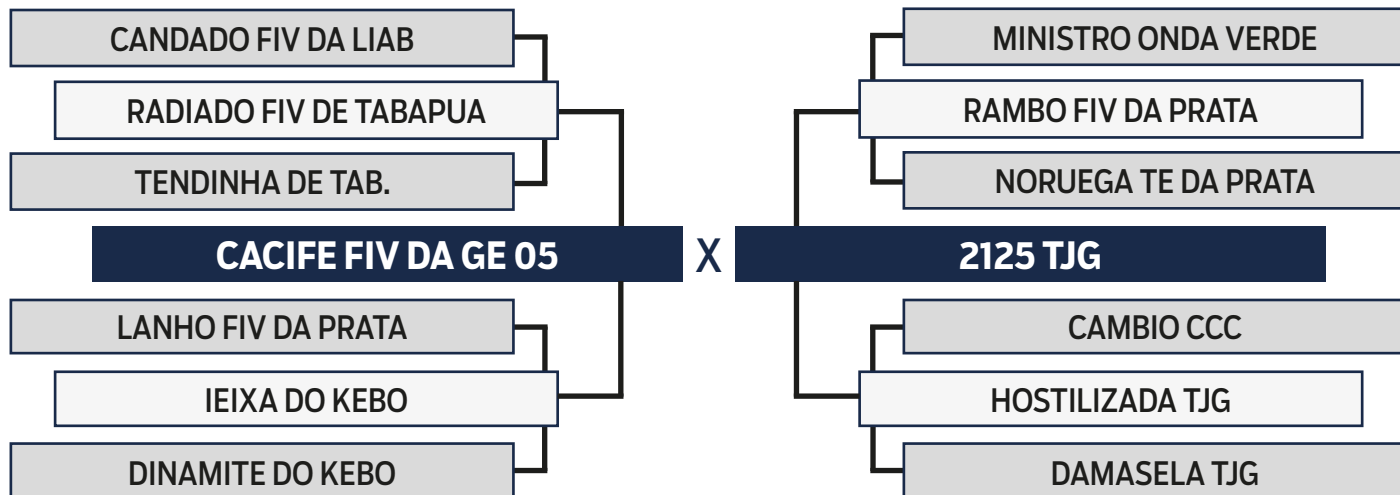 CANDADO FIV DA LIAB
RADIADO FIV DE TABAPUA
TENDINHA DE TAB.
CACIFE FIV DA GE 05
LANHO FIV DA PRATA
IEIXA DO KEBO
DINAMITE DO KEBO
X
MINISTRO ONDA VERDE
RAMBO FIV DA PRATA
NORUEGA TE DA PRATA
2125 TJG
CAMBIO CCC
HOSTILIZADA TJG
DAMASELA TJG